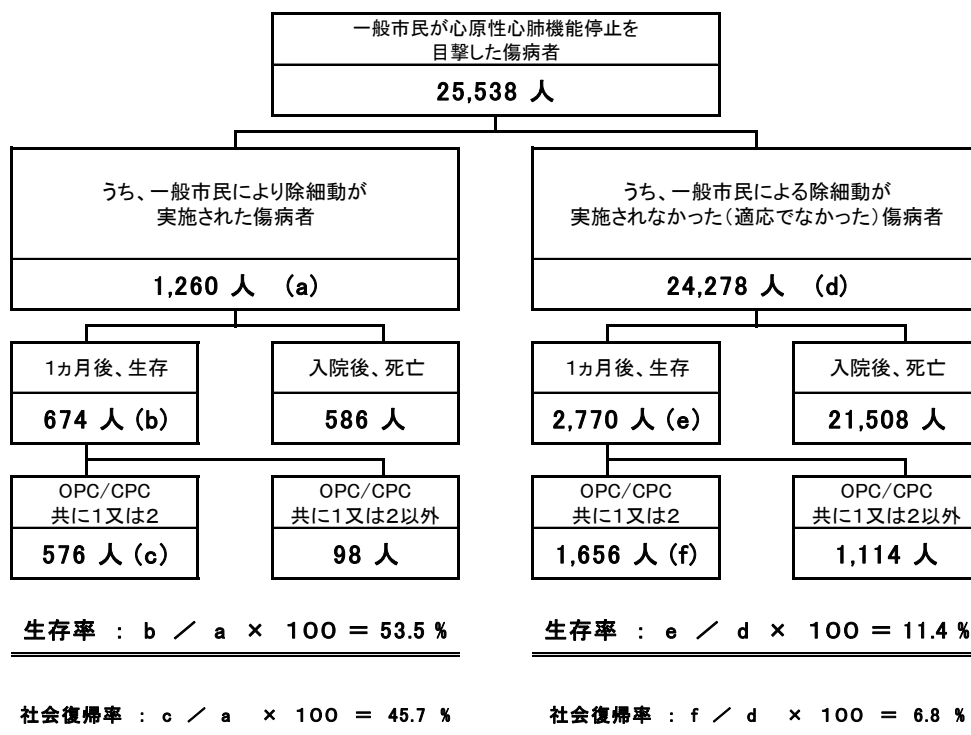 一般市民が心原性心肺機能停止を
目撃した傷病者
25,538 人
うち、一般市民により除細動が
実施された傷病者
1,260 人 (a)
うち、一般市民による除細動が
実施されなかった(適応でなかった)傷病者
24,278 人 (d)
1ヵ月後、生存
674 人 (b)
入院後、死亡
586 人
1ヵ月後、生存
2,770 人 (e)
入院後、死亡
21,508 人
OPC/CPC
共に1又は2
576 人 (c)
OPC/CPC
共に1又は2以外
98 人
OPC/CPC
共に1又は2
1,656 人 (f)
OPC/CPC
共に1又は2以外
1,114 人
生存率 : b / a × 100 = 53.5 %
生存率 : e / d × 100 = 11.4 %
社会復帰率 : c / a × 100 = 45.7 %
社会復帰率 : f / d × 100 = 6.8 %